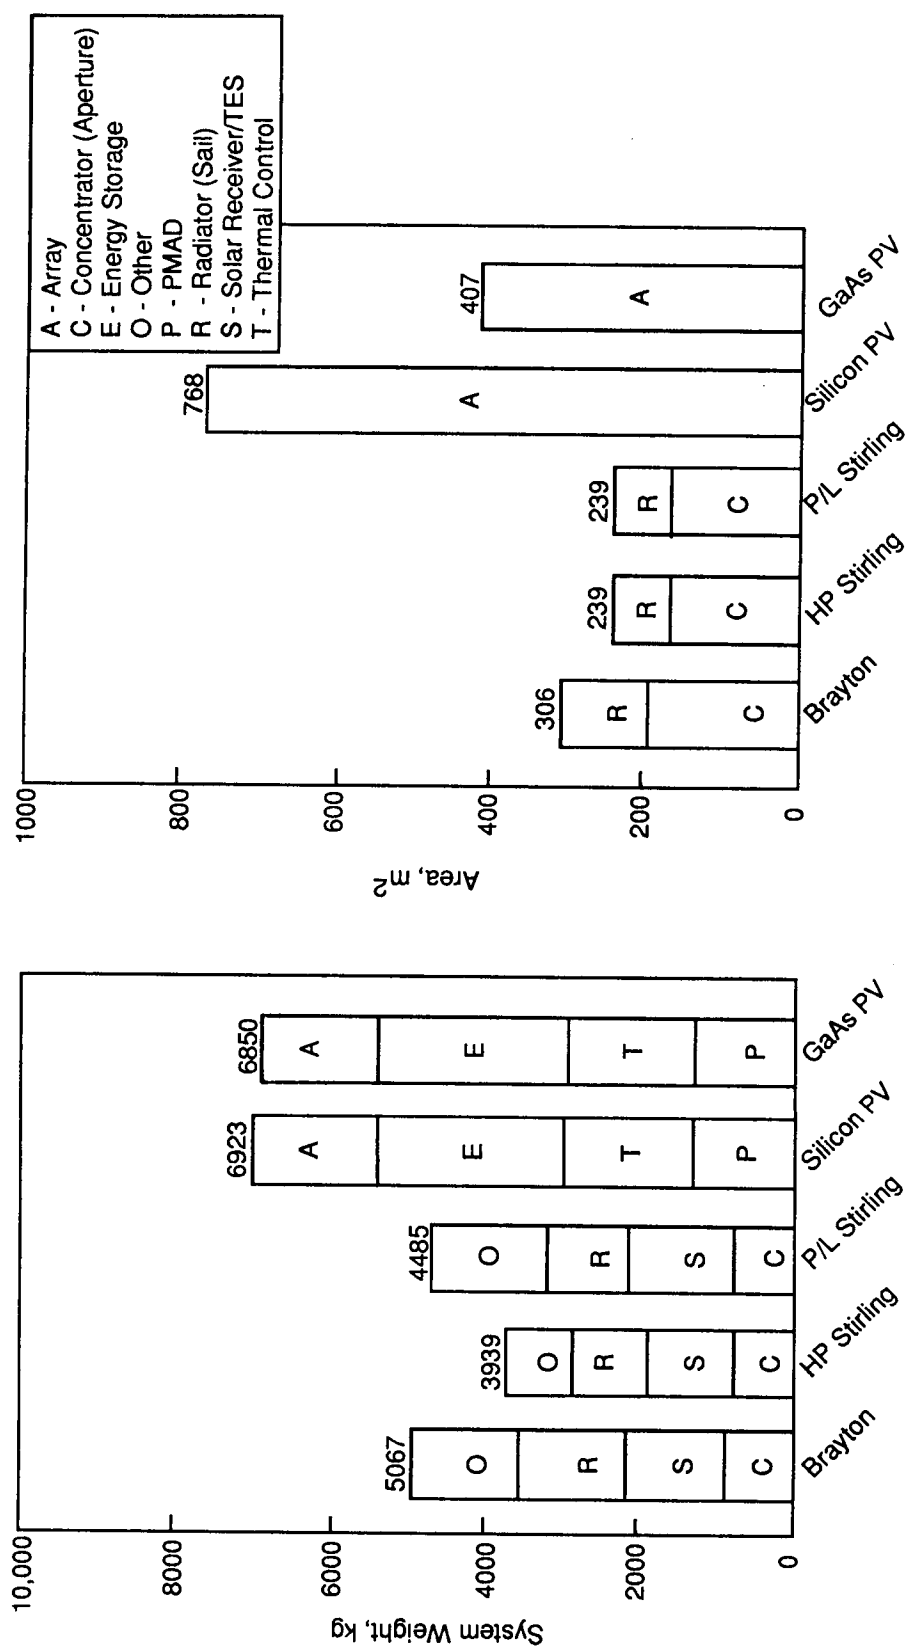 10,000
8000
6000
4000
2000
0
System Weight, kg
5067
O
R
S
C
Brayton
3939
O
R
S
C
HP Stirling
4485
O
R
S
C
P/L Stirling
6923
A
E
T
P
Silicon PV
6850
A
E
T
P
GaAs PV
1000
800
600
400
200
0
Area, m2
306
R
C
Brayton
239
R
C
HP Stirling
239
R
C
P/L Stirling
768
A
Silicon PV
407
A
GaAs PV
A - Array
C - Concentrator (Aperture)
E - Energy Storage
O - Other
P - PMAD
R - Radiator (Sail)
S - Solar Receiver/TES
T - Thermal Control